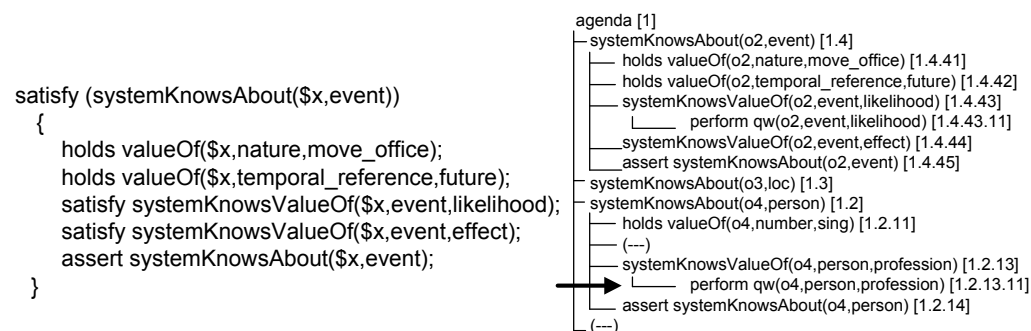 satisfy (systemKnowsAbout($x,event))
{
holds valueOf($x,nature,move_office);
holds valueOf($x,temporal_reference,future);
satisfy systemKnowsValueOf($x,event,likelihood);
satisfy systemKnowsValueOf($x,event,effect);
assert systemKnowsAbout($x,event);
}
agenda [1]
systemKnowsAbout(o2,event) [1.4]
holds valueOf(o2,nature,move_office) [1.4.41]
holds valueOf(o2,temporal_reference,future) [1.4.42]
systemKnowsValueOf(o2,event,likelihood) [1.4.43]
perform qw(o2,event,likelihood) [1.4.43.11]
systemKnowsValueOf(o2,event,effect) [1.4.44]
assert systemKnowsAbout(o2,event) [1.4.45]
systemKnowsAbout(o3,loc) [1.3]
systemKnowsAbout(o4,person) [1.2]
holds valueOf(o4,number,sing) [1.2.11]
(---)
systemKnowsValueOf(o4,person,profession) [1.2.13]
perform qw(o4,person,profession) [1.2.13.11]
assert systemKnowsAbout(o4,person) [1.2.14]
(---)